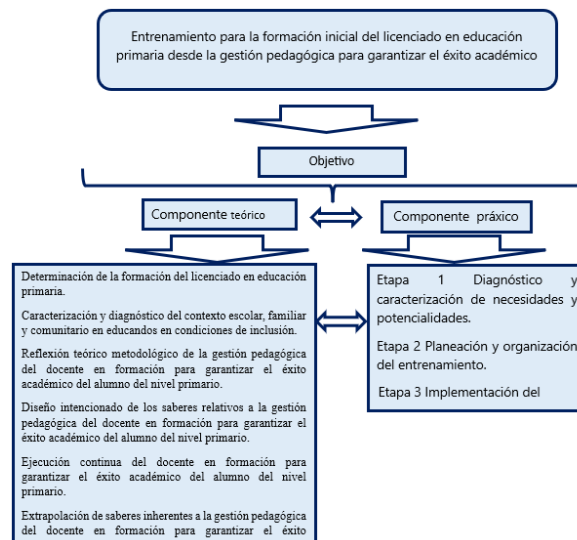 Entrenamiento para la formación inicial del licenciado en educación
primaria desde la gestión pedagógica para garantizar el éxito académico
Objetivo
Componente teórico
Componente práxico
Determinación de la formación del licenciado en educación
primaria.
Caracterización y diagnóstico del contexto escolar, familiar
y comunitario en educandos en condiciones de inclusión.
Reflexión teórico metodológico de la gestión pedagógica
del docente en formación para garantizar el éxito
académico del alumno del nivel primario.
Diseño intencionado de los saberes relativos a la gestión
pedagógica del docente en formación para garantizar el
éxito académico del alumno del nivel primario.
Ejecución continua del docente en formación para
garantizar el éxito académico del alumno del nivel
primario.
Extrapolación de saberes inherentes a la gestión pedagógica
del docente en formación para garantizar el éxito
Etapa 1 Diagnóstico y
caracterización de necesidades y
potencialidades.
Etapa 2 Planeación y organización
del entrenamiento.
Etapa 3 Implementación del